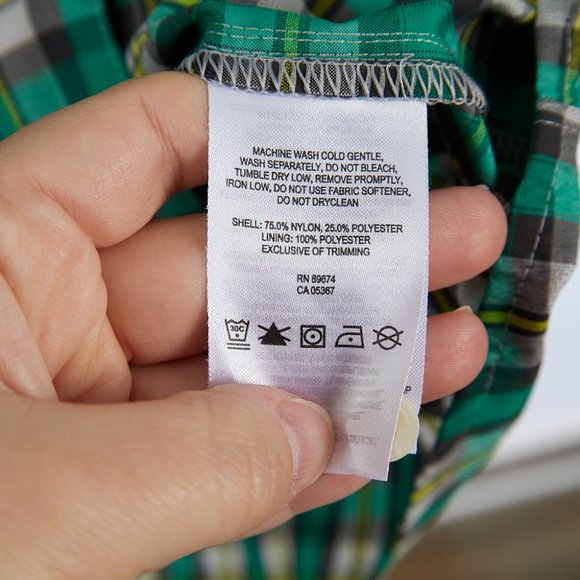 MACHINE WASH COLD GENTLE,
WASH SEPARATELY, DO NOT BLEACH,
TUMBLE DRY LOW, REMOVE PROMPTLY,
IRON LOW, DO NOT USE FABRIC SOFTENER,
DO NOT DRYCLEAN
SHELL: 75.0% NYLON, 25.0% POLYESTER
LINING: 100% POLYESTER
EXCLUSIVE OF TRIMMING
RN 69674
CA 05367
30C
P